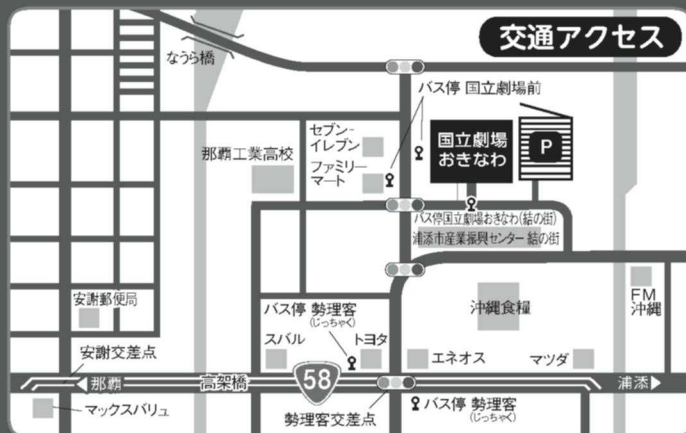 交通アクセス
なうら橋
バス停 国立劇場前
セブン-
イレブン
那覇工業高校
ファミリー
マート
国立劇場
おきなわ
P
バス停国立劇場おきなわ(結の街)
浦添市産業振興センター 結の街
安謝郵便局
バス停 勢理客
(じっちゃく)
スバル
トヨタ
沖縄食糧
FM
沖縄
安謝交差点
エネオス
マツダ
◀那覇
高架橋
58
浦添▶
マックスバリュ
勢理客交差点
バス停 勢理客
(じっちゃく)